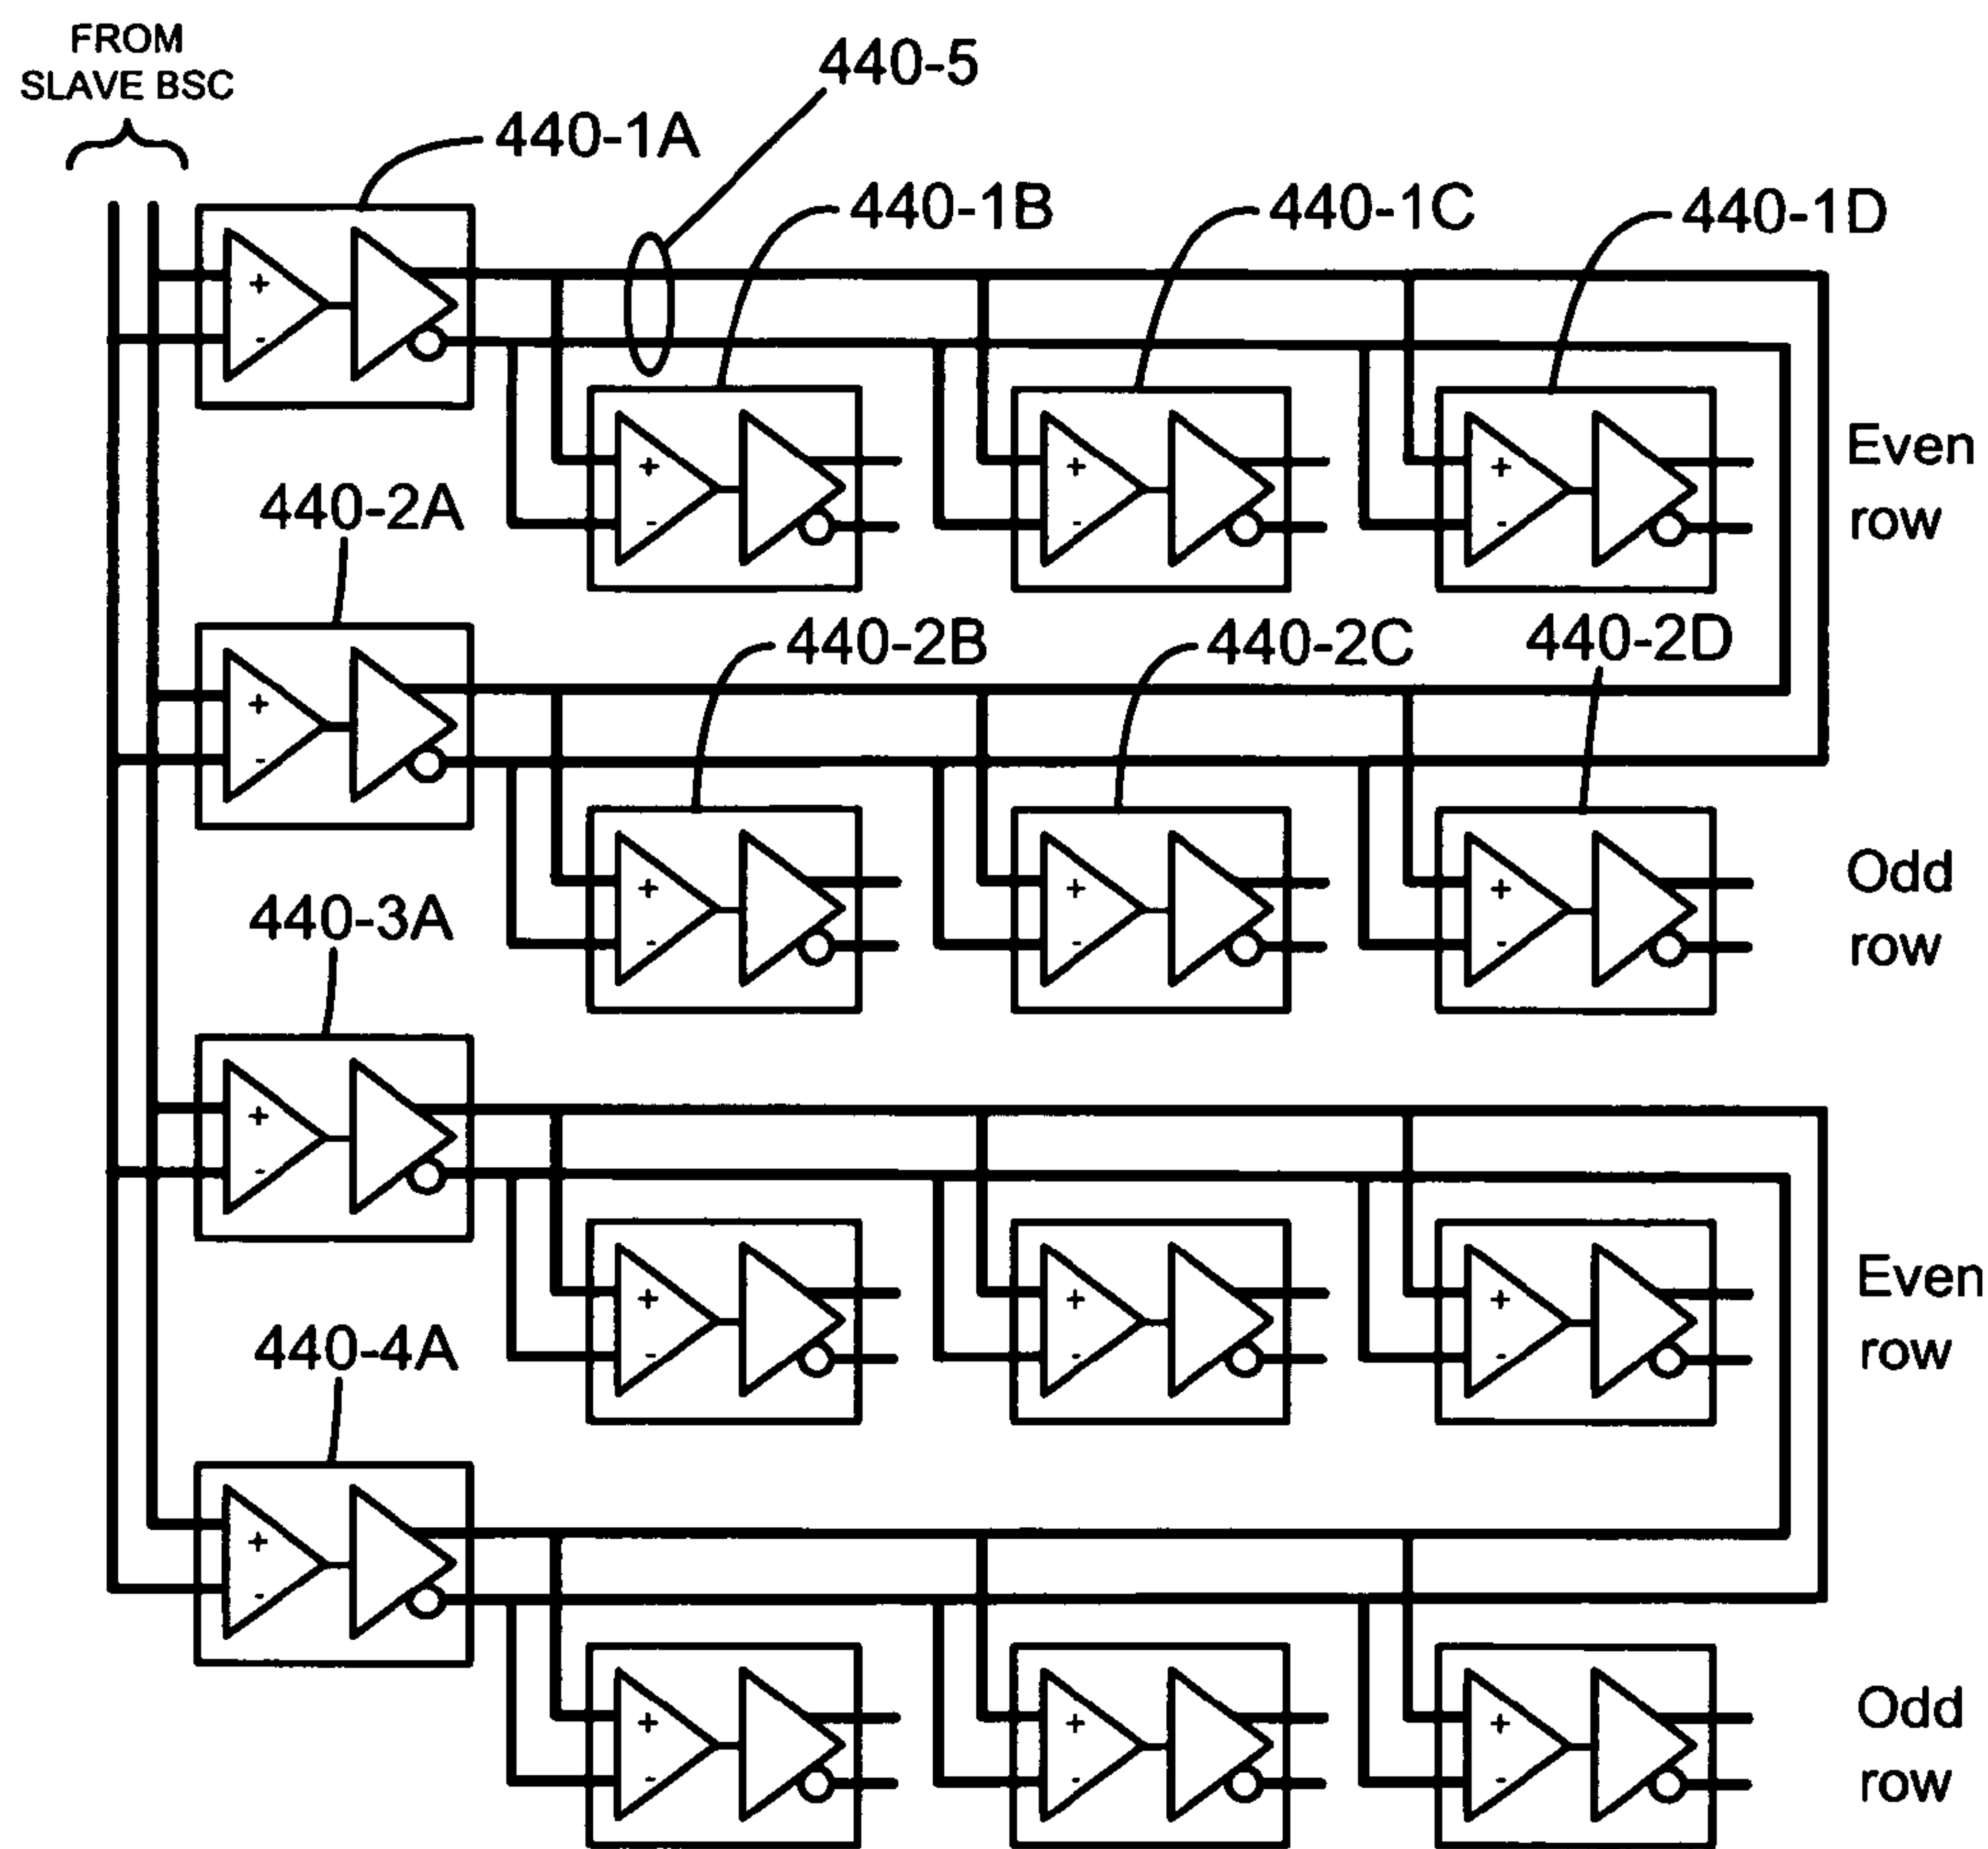 FROM
SLAVE BSC
440-5
440-1A
440-1B
440-1C
440-1D
+
-
+
-
+
-
+
-
Even
row
440-2A
440-2B
440-2C
440-2D
+
-
+
-
+
-
+
-
Odd
row
440-3A
+
-
+
-
+
-
+
-
Even
row
440-4A
+
-
+
-
+
-
+
-
Odd
row